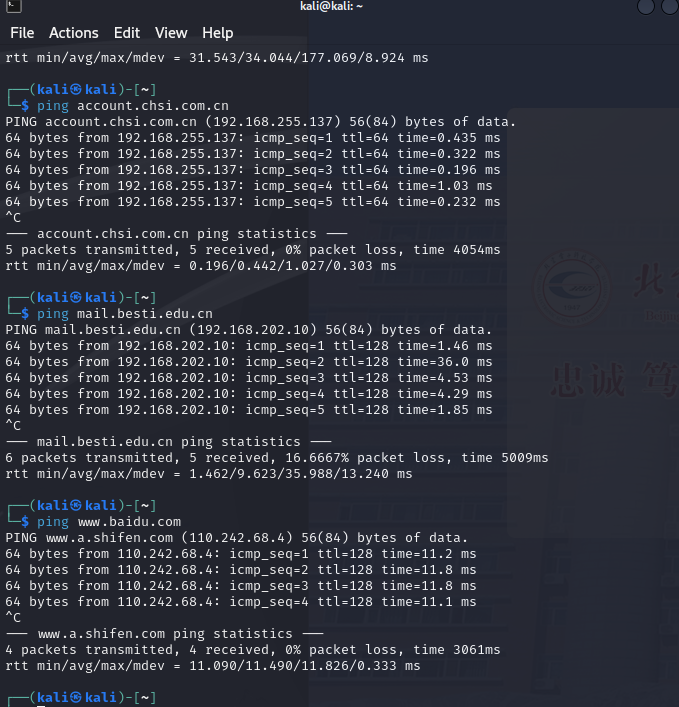 kali@kali: ~
File Actions Edit View Help
rtt min/avg/max/mdev = 31.543/34.044/177.069/8.924 ms
┌──(kali㉿kali)-[~]
└─$ ping account.chsi.com.cn
PING account.chsi.com.cn (192.168.255.137) 56(84) bytes of data.
64 bytes from 192.168.255.137: icmp_seq=1 ttl=64 time=0.435 ms
64 bytes from 192.168.255.137: icmp_seq=2 ttl=64 time=0.322 ms
64 bytes from 192.168.255.137: icmp_seq=3 ttl=64 time=0.196 ms
64 bytes from 192.168.255.137: icmp_seq=4 ttl=64 time=1.03 ms
64 bytes from 192.168.255.137: icmp_seq=5 ttl=64 time=0.232 ms
^C
--- account.chsi.com.cn ping statistics ---
5 packets transmitted, 5 received, 0% packet loss, time 4054ms
rtt min/avg/max/mdev = 0.196/0.442/1.027/0.303 ms
┌──(kali㉿kali)-[~]
└─$ ping mail.besti.edu.cn
PING mail.besti.edu.cn (192.168.202.10) 56(84) bytes of data.
64 bytes from 192.168.202.10: icmp_seq=1 ttl=128 time=1.46 ms
64 bytes from 192.168.202.10: icmp_seq=2 ttl=128 time=36.0 ms
64 bytes from 192.168.202.10: icmp_seq=3 ttl=128 time=4.53 ms
64 bytes from 192.168.202.10: icmp_seq=4 ttl=128 time=4.29 ms
64 bytes from 192.168.202.10: icmp_seq=5 ttl=128 time=1.85 ms
^C
--- mail.besti.edu.cn ping statistics ---
6 packets transmitted, 5 received, 16.6667% packet loss, time 5009ms
rtt min/avg/max/mdev = 1.462/9.623/35.988/13.240 ms
┌──(kali㉿kali)-[~]
└─$ ping www.baidu.com
PING www.a.shifen.com (110.242.68.4) 56(84) bytes of data.
64 bytes from 110.242.68.4: icmp_seq=1 ttl=128 time=11.2 ms
64 bytes from 110.242.68.4: icmp_seq=2 ttl=128 time=11.8 ms
64 bytes from 110.242.68.4: icmp_seq=3 ttl=128 time=11.8 ms
64 bytes from 110.242.68.4: icmp_seq=4 ttl=128 time=11.1 ms
^C
--- www.a.shifen.com ping statistics ---
4 packets transmitted, 4 received, 0% packet loss, time 3061ms
rtt min/avg/max/mdev = 11.090/11.490/11.826/0.333 ms
┌──(kali㉿kali)-[~]
忠诚 笃